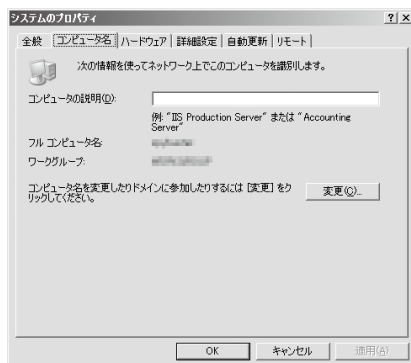 システムのプロパティ
全般 コンピュータ名 ハードウェア 詳細設定 自動更新 リモート
次の情報を使ってネットワーク上でこのコンピュータを識別します。
コンピュータの説明(D):
例: "IIS Production Server" または "Accounting
Server"
フル コンピュータ名:
ワークグループ:
コンピュータ名を変更したりドメインに参加したりするには [変更] をク
リックしてください。
変更(C)...
OK キャンセル 適用(A)